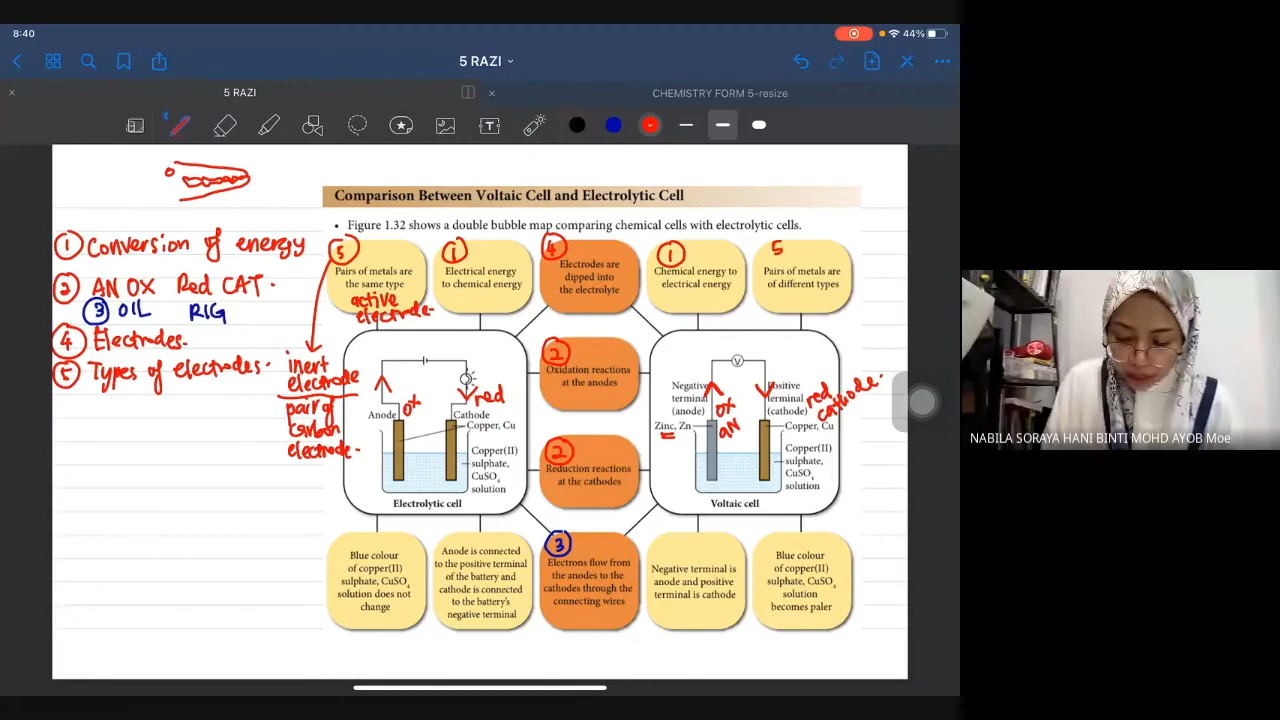 8:40
44%
5 RAZI
5 RAZI
CHEMISTRY FORM 5-resize
Comparison Between Voltaic Cell and Electrolytic Cell
• Figure 1.32 shows a double bubble map comparing chemical cells with electrolytic cells.
① Conversion of energy
② AN OX Red CAT.
③ OIL RIG
④ Electrodes.
⑤ Types of electrodes.
inert
electrode
pair of
carbon
electrode.
5
Pairs of metals are
the same type
active
electrode.
1
Electrical energy
to chemical energy
4
Electrodes are
dipped into
the electrolyte
1
Chemical energy to
electrical energy
5
Pairs of metals are
of different types
Anode
ox
red
Cathode
Copper, Cu
Copper(II)
sulphate,
CuSO4
solution
Electrolytic cell
2
Oxidation reactions
at the anodes
2
Reduction reactions
at the cathodes
V
Negative
terminal
(anode)
Zinc, Zn
ox
aN
Positive
terminal
(cathode)
red
cathode.
Copper, Cu
Copper(II)
sulphate,
CuSO4
solution
Voltaic cell
Blue colour
of copper(II)
sulphate, CuSO4
solution does not
change
Anode is connected
to the positive terminal
of the battery and
cathode is connected
to the battery's
negative terminal
3
Electrons flow from
the anodes to the
cathodes through the
connecting wires
Negative terminal is
anode and positive
terminal is cathode
Blue colour
of copper(II)
sulphate, CuSO4
solution
becomes paler
NABILA SORAYA HANI BINTI MOHD AYOB Moe